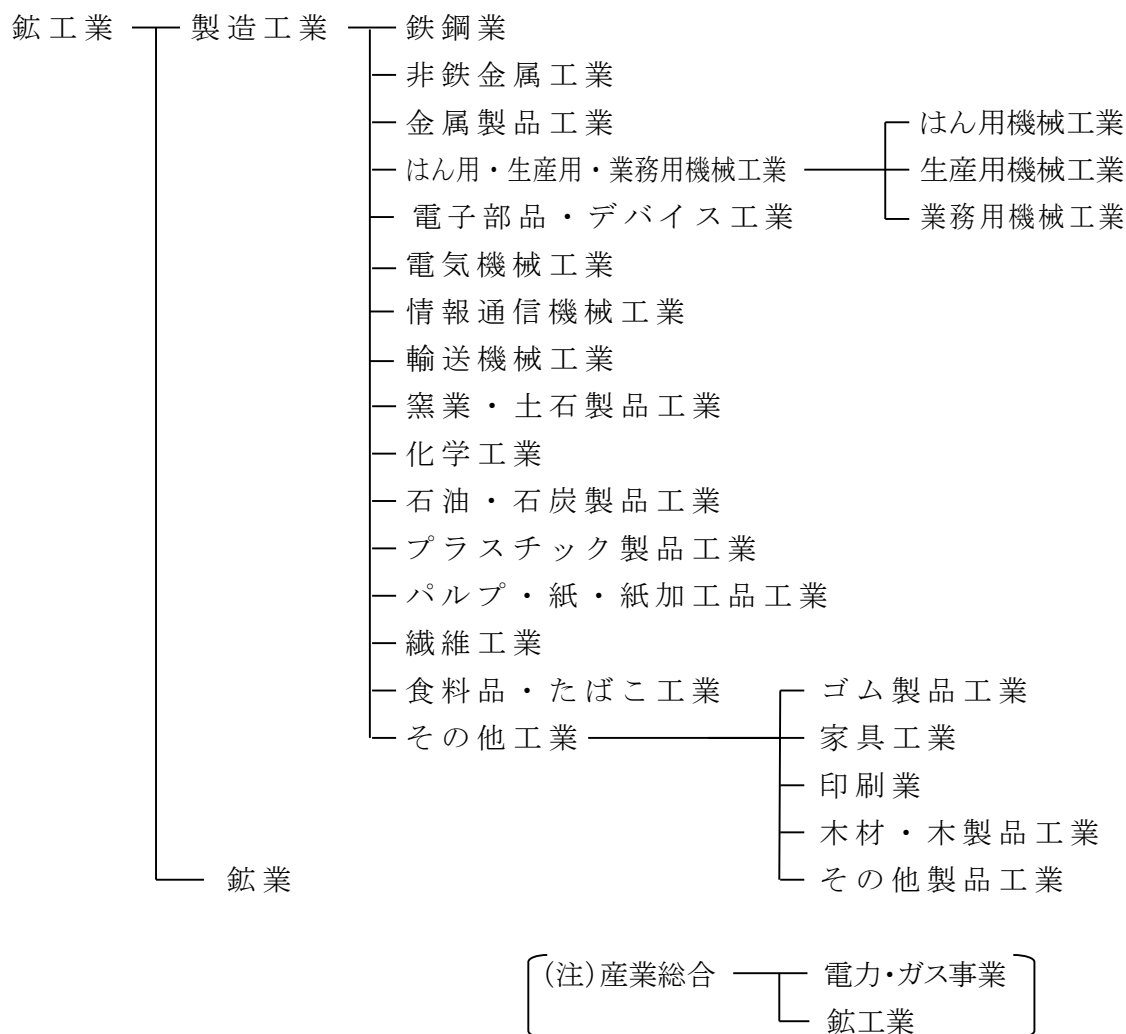 鉱工業 製造工業 鉄鋼業
非鉄金属工業
金属製品工業 はん用機械工業
はん用・生産用・業務用機械工業 生産用機械工業
電子部品・デバイス工業 業務用機械工業
電気機械工業
情報通信機械工業
輸送機械工業
窯業・土石製品工業
化学工業
石油・石炭製品工業
プラスチック製品工業
パルプ・紙・紙加工品工業
繊維工業
食料品・たばこ工業 ゴム製品工業
その他工業 家具工業
印刷業
木材・木製品工業
鉱業 その他製品工業
(注)産業総合 電力・ガス事業
鉱工業